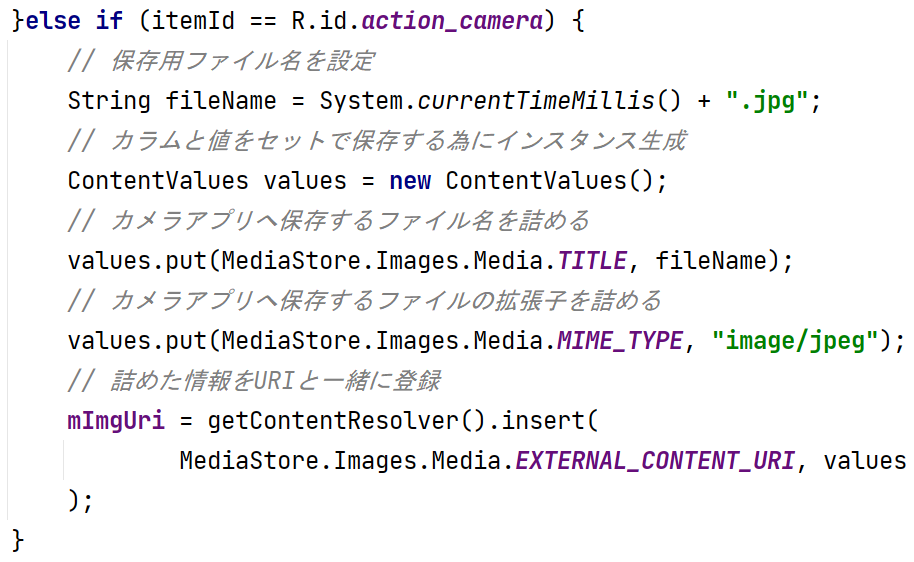 }else if (itemId == R.id.action_camera) {
// 保存用ファイル名を設定
String fileName = System.currentTimeMillis() + ".jpg";
// カラムと値をセットで保存する為にインスタンス生成
ContentValues values = new ContentValues();
// カメラアプリへ保存するファイル名を詰める
values.put(MediaStore.Images.Media.TITLE, fileName);
// カメラアプリへ保存するファイルの拡張子を詰める
values.put(MediaStore.Images.Media.MIME_TYPE, "image/jpeg");
// 詰めた情報をURIと一緒に登録
mImgUri = getContentResolver().insert(
MediaStore.Images.Media.EXTERNAL_CONTENT_URI, values
);
}